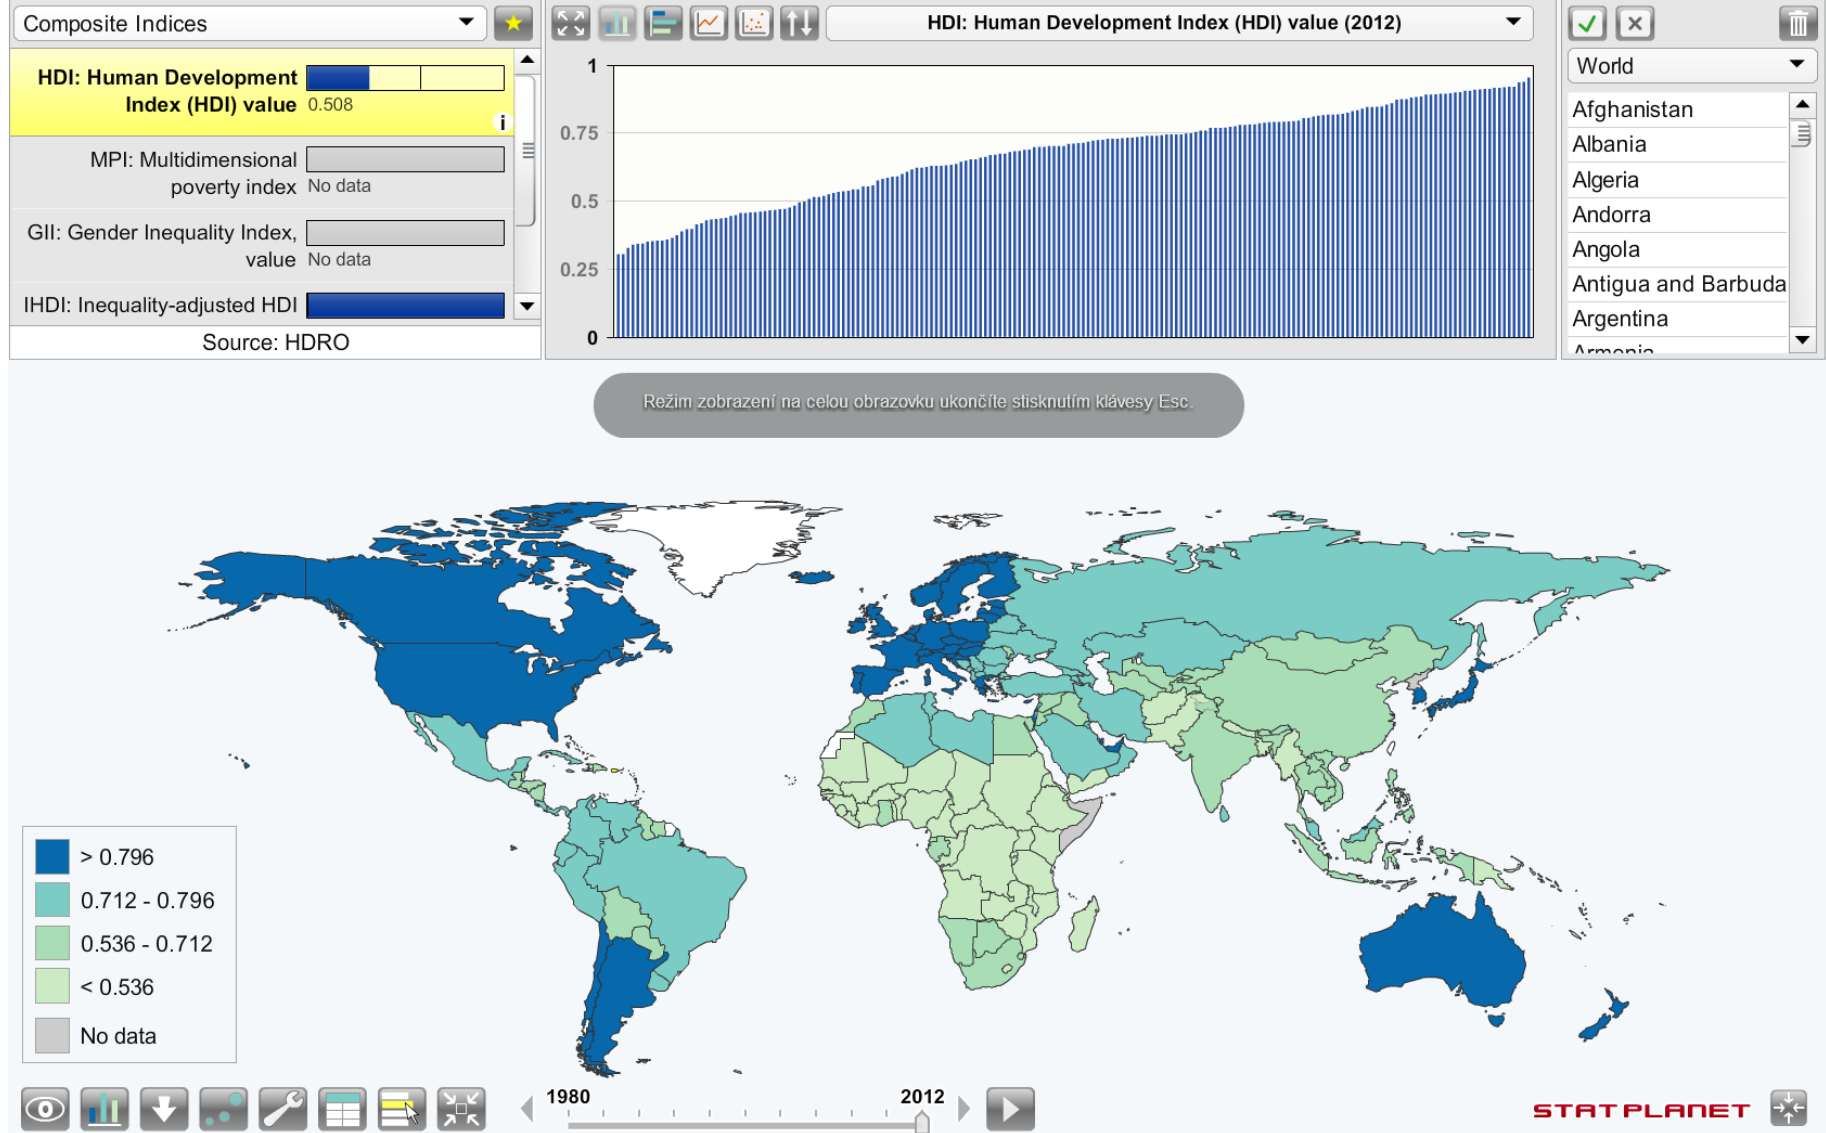 Composite Indices
HDI: Human Development
Index (HDI) value
0.508
i
MPI: Multidimensional
poverty index
No data
GII: Gender Inequality Index,
value
No data
IHDI: Inequality-adjusted HDI
Source: HDRO
HDI: Human Development Index (HDI) value (2012)
1
0.75
0.5
0.25
0
World
Afghanistan
Albania
Algeria
Andorra
Angola
Antigua and Barbuda
Argentina
Armenia
Režim zobrazení na celou obrazovku ukončíte stisknutím klávesy Esc.
> 0.796
0.712 - 0.796
0.536 - 0.712
< 0.536
No data
1980
2012
STATPLANET